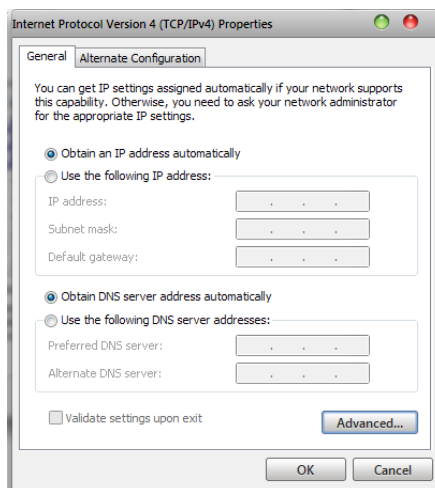 Internet Protocol Version 4 (TCP/IPv4) Properties
General
Alternate Configuration
You can get IP settings assigned automatically if your network supports
this capability. Otherwise, you need to ask your network administrator
for the appropriate IP settings.
Obtain an IP address automatically
Use the following IP address:
IP address:
Subnet mask:
Default gateway:
Obtain DNS server address automatically
Use the following DNS server addresses:
Preferred DNS server:
Alternate DNS server:
Validate settings upon exit
Advanced...
OK
Cancel